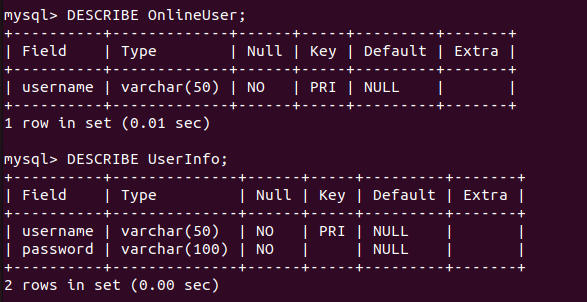 mysql> DESCRIBE OnlineUser;
+----------+-------------+------+-----+---------+-------+
| Field    | Type        | Null | Key | Default | Extra |
+----------+-------------+------+-----+---------+-------+
| username | varchar(50) | NO   | PRI | NULL    |       |
+----------+-------------+------+-----+---------+-------+
1 row in set (0.01 sec)

mysql> DESCRIBE UserInfo;
+----------+--------------+------+-----+---------+-------+
| Field    | Type         | Null | Key | Default | Extra |
+----------+--------------+------+-----+---------+-------+
| username | varchar(50)  | NO   | PRI | NULL    |       |
| password | varchar(100) | NO   |     | NULL    |       |
+----------+--------------+------+-----+---------+-------+
2 rows in set (0.00 sec)